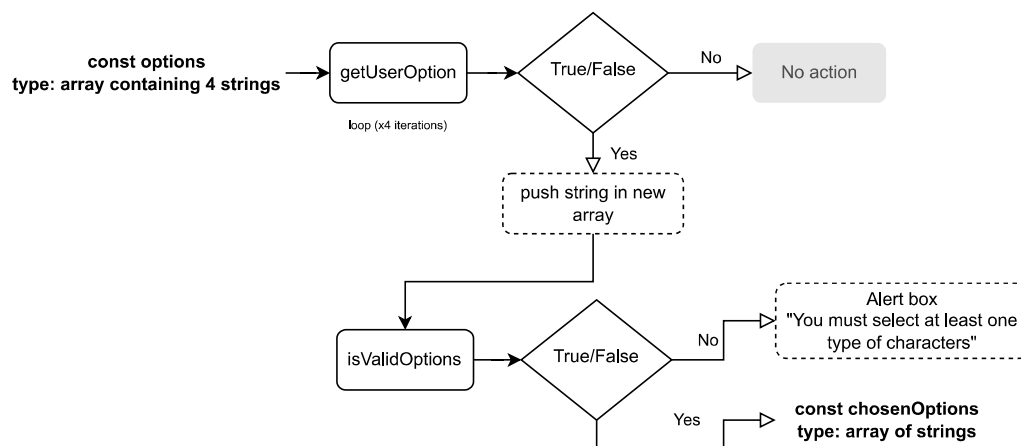 const options
type: array containing 4 strings
getUserOption
loop (x4 iterations)
True/False
No
No action
Yes
push string in new
array
isValidOptions
True/False
No
Alert box
"You must select at least one
type of characters"
Yes
const chosenOptions
type: array of strings